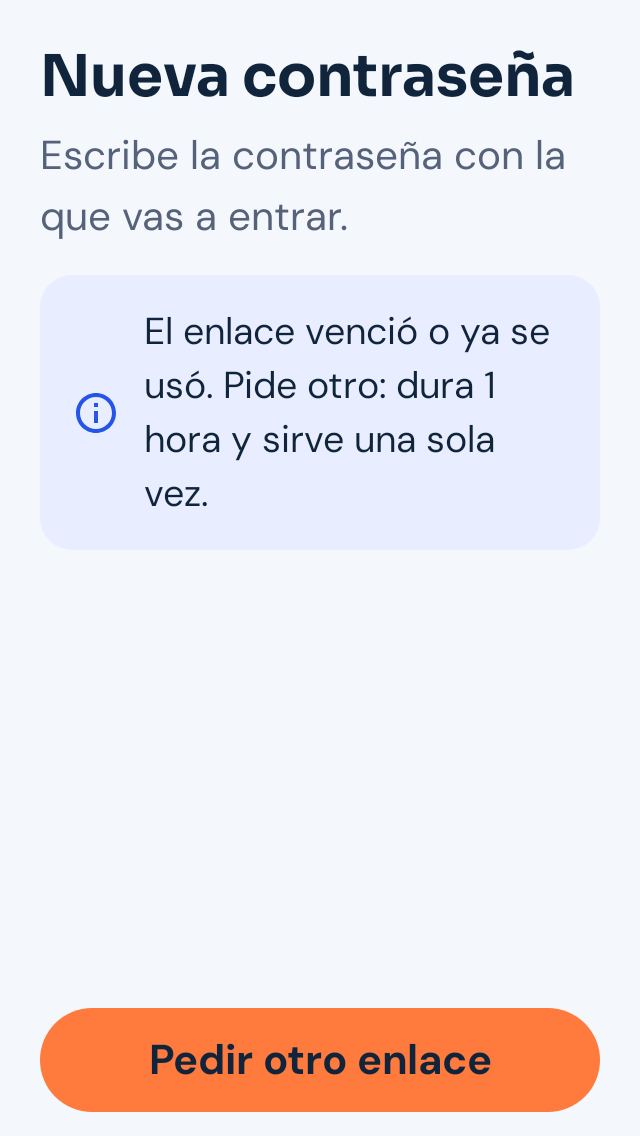 Nueva contraseña
Escribe la contraseña con la
que vas a entrar.
El enlace venció o ya se
usó. Pide otro: dura 1
hora y sirve una sola
vez.
Pedir otro enlace